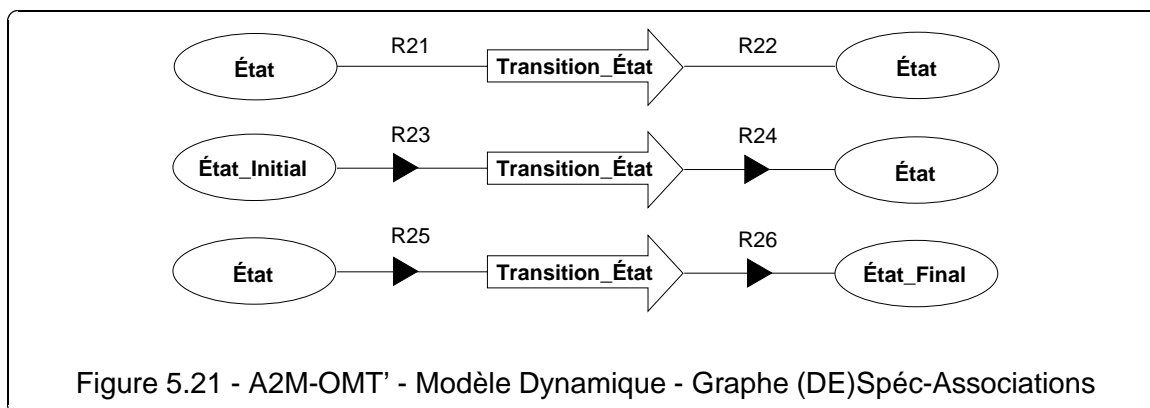 R21 R22
État Transition_État État
R23 R24
État_Initial Transition_État État
R25 R26
État Transition_État État_Final
Figure 5.21 - A2M-OMT’ - Modèle Dynamique - Graphe (DE)Spéc-Associations